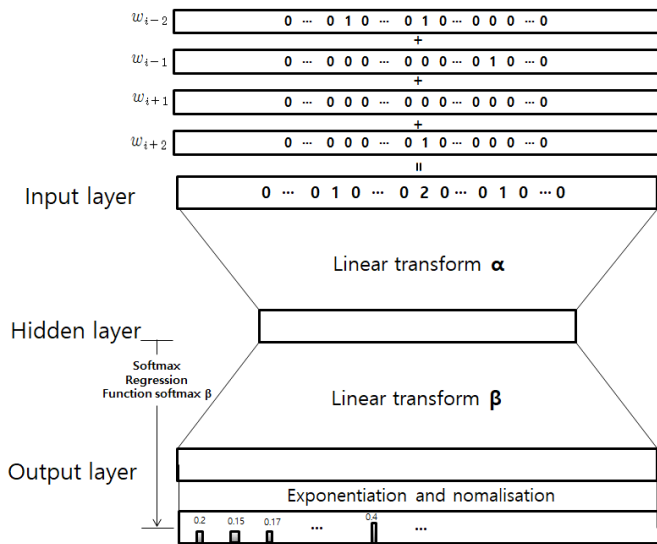 w_{i-2} 0 ··· 0 1 0 ··· 0 1 0 ··· 0 0 0 ··· 0
+
w_{i-1} 0 ··· 0 0 0 ··· 0 0 0 ··· 0 1 0 ··· 0
+
w_{i+1} 0 ··· 0 0 0 ··· 0 0 0 ··· 0 0 0 ··· 0
+
w_{i+2} 0 ··· 0 0 0 ··· 0 1 0 ··· 0 0 0 ··· 0
=
Input layer 0 ··· 0 1 0 ··· 0 2 0 ··· 0 1 0 ··· 0
Linear transform α
Hidden layer
Softmax
Regression
Function softmax β
Linear transform β
Output layer
Exponentiation and nomalisation
0.2 0.15 0.17 ··· 0.4 ···